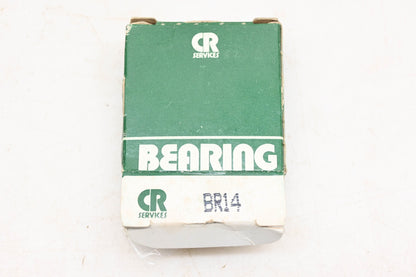 CR
SERVICES
BEARING
CR
SERVICES
BR14